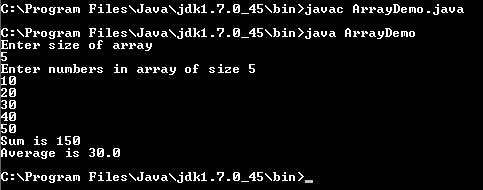 C:\Program Files\Java\jdk1.7.0_45\bin>javac ArrayDemo.java
C:\Program Files\Java\jdk1.7.0_45\bin>java ArrayDemo
Enter size of array
5
Enter numbers in array of size 5
10
20
30
40
50
Sum is 150
Average is 30.0
C:\Program Files\Java\jdk1.7.0_45\bin>_